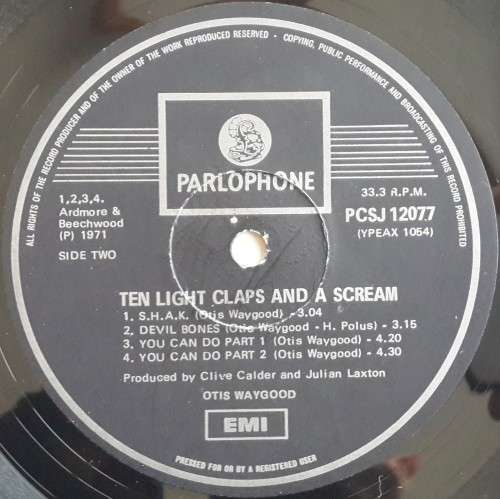 ALL RIGHTS OF THE RECORD PRODUCER AND OF THE OWNER OF THE WORK REPRODUCED RESERVED - COPYING, PUBLIC PERFORMANCE AND BROADCASTING OF THIS RECORD PROHIBITED
£
PARLOPHONE
1,2,3,4.
Ardmore &
Beechwood
(P) 1971
SIDE TWO
33.3 R.P.M.
PCSJ 12077
(YPEAX 1054)
TEN LIGHT CLAPS AND A SCREAM
1. S.H.A.K. (Otis Waygood) - 3.04
2. DEVIL BONES (Otis Waygood - H. Polus) - 3.15
3. YOU CAN DO PART 1 (Otis Waygood) - 4.20
4. YOU CAN DO PART 2 (Otis Waygood) - 4.30
Produced by Clive Calder and Julian Laxton
OTIS WAYGOOD
EMI
PRESSED FOR OR BY A REGISTERED USER